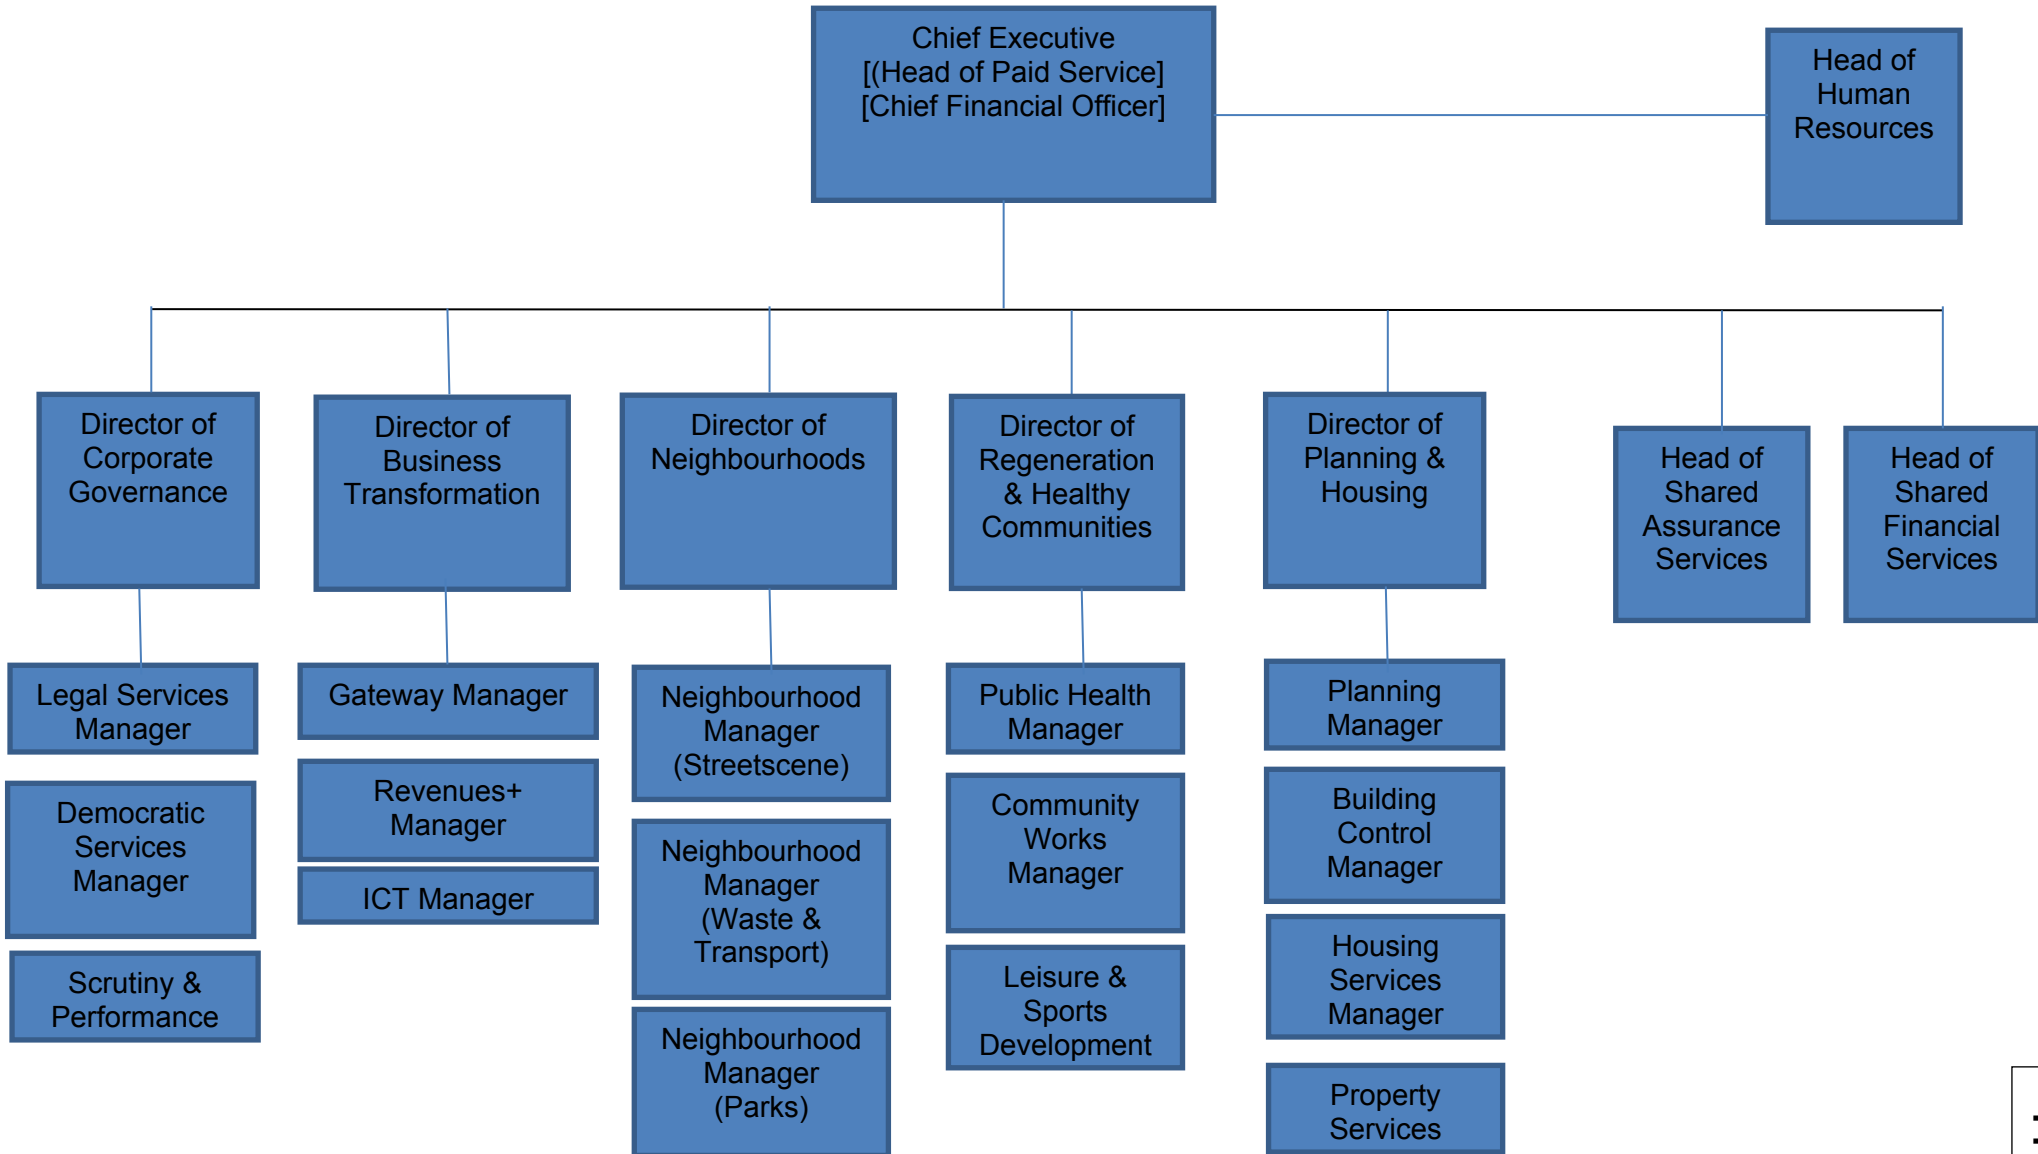 Chief Executive
[(Head of Paid Service]
[Chief Financial Officer]
Head of
Human
Resources
Director of
Corporate
Governance
Director of
Business
Transformation
Director of
Neighbourhoods
Director of
Regeneration
& Healthy
Communities
Director of
Planning &
Housing
Head of
Shared
Assurance
Services
Head of
Shared
Financial
Services
Legal Services
Manager
Democratic
Services
Manager
Scrutiny &
Performance
Gateway Manager
Revenues+
Manager
ICT Manager
Neighbourhood
Manager
(Streetscene)
Neighbourhood
Manager
(Waste &
Transport)
Neighbourhood
Manager
(Parks)
Public Health
Manager
Community
Works
Manager
Leisure &
Sports
Development
Planning
Manager
Building
Control
Manager
Housing
Services
Manager
Property
Services